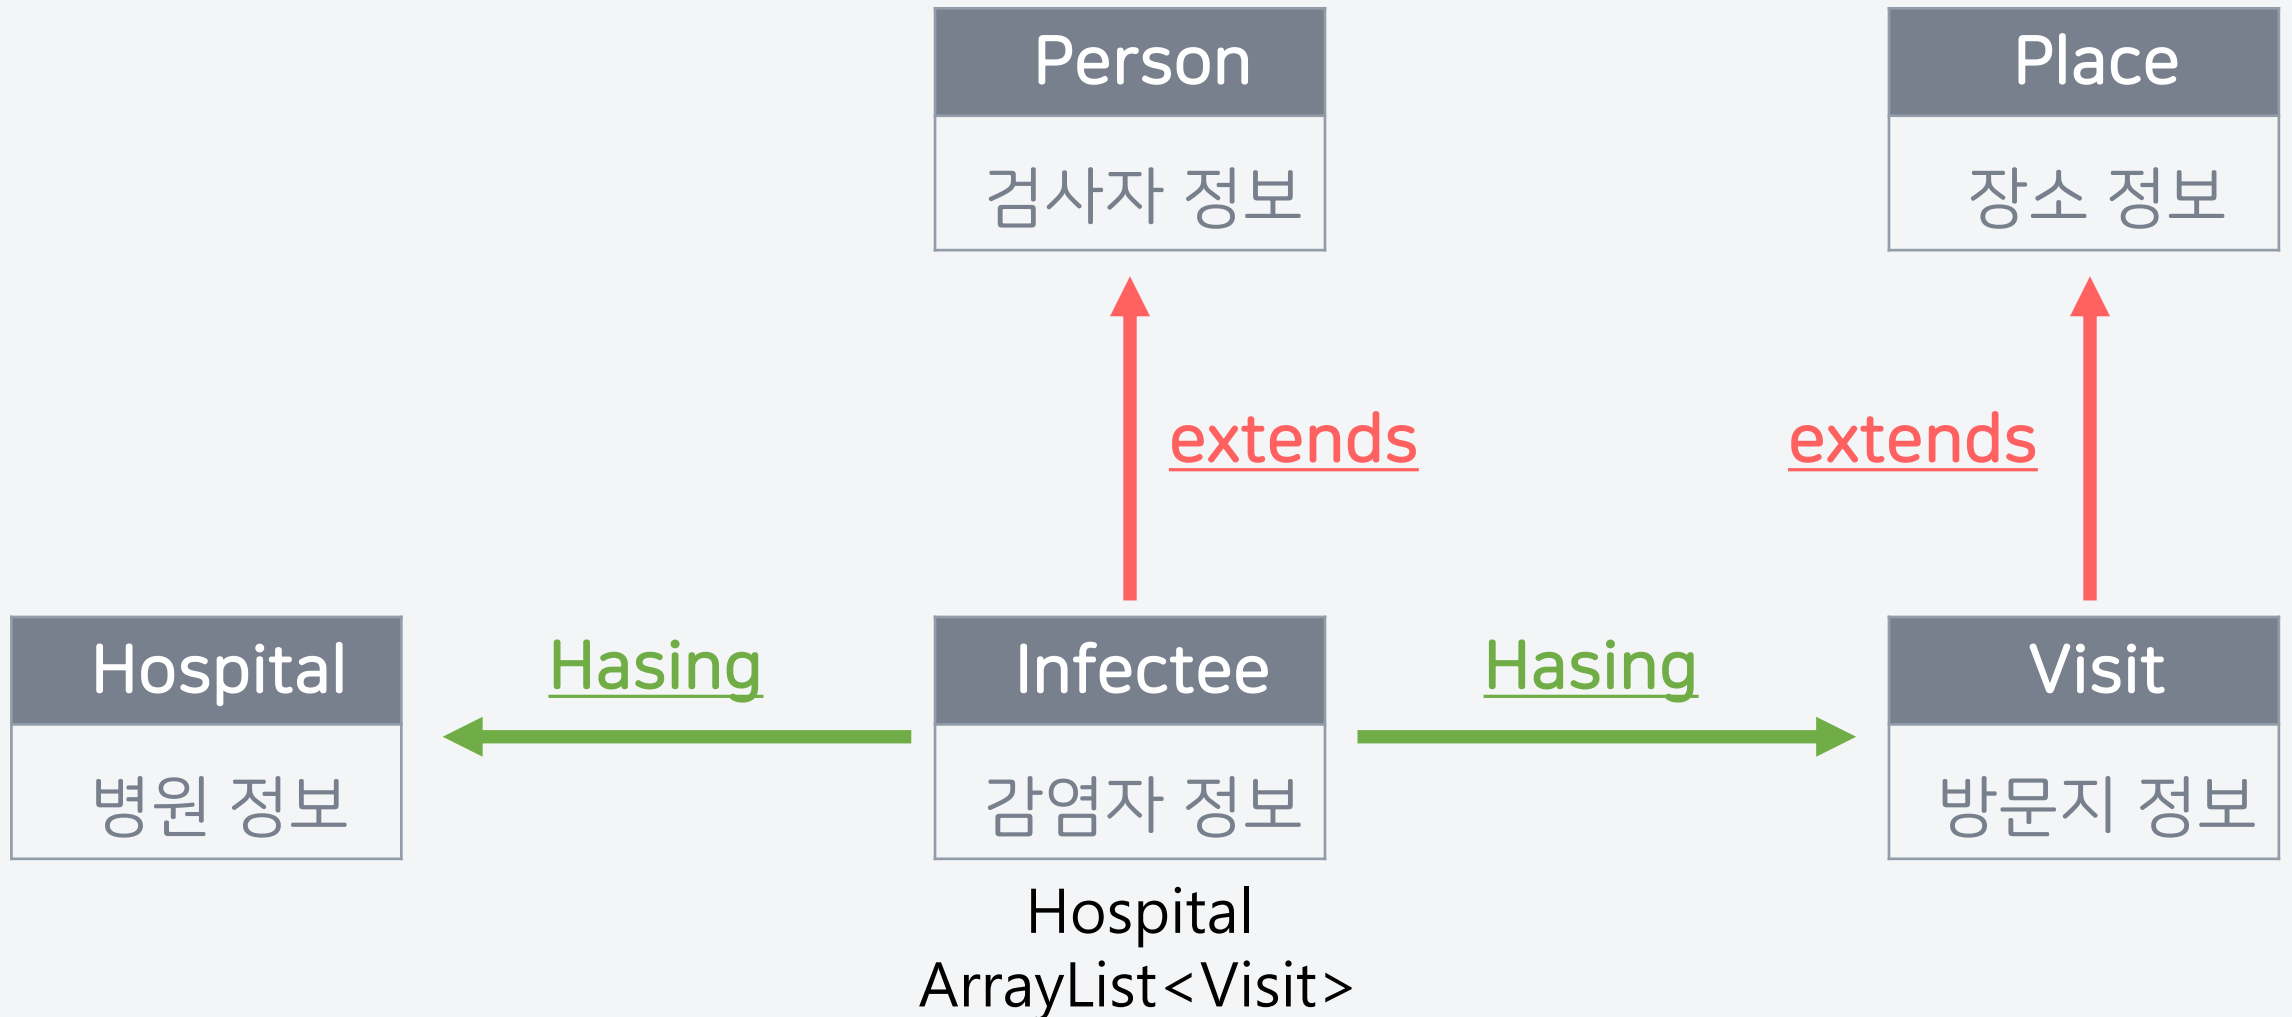 Person
검사자 정보
Place
장소 정보
extends
extends
Hospital
병원 정보
Hasing
Infectee
감염자 정보
Hasing
Visit
방문지 정보
Hospital
ArrayList<Visit>